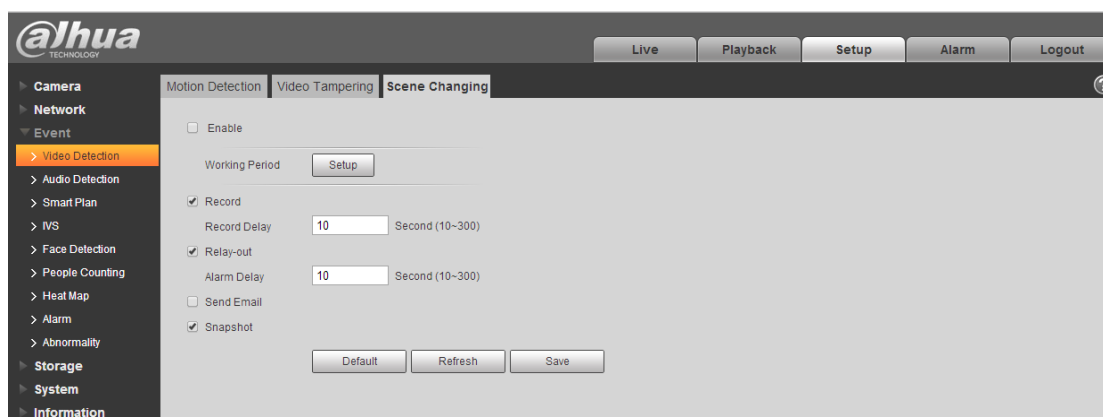 alhua
TECHNOLOGY
Live Playback Setup Alarm Logout
Camera
Network
Event
Video Detection
Audio Detection
Smart Plan
IVS
Face Detection
People Counting
Heat Map
Alarm
Abnormality
Storage
System
Information
Motion Detection Video Tampering Scene Changing
Enable
Working Period Setup
Record
Record Delay 10 Second (10~300)
Relay-out
Alarm Delay 10 Second (10~300)
Send Email
Snapshot
Default Refresh Save